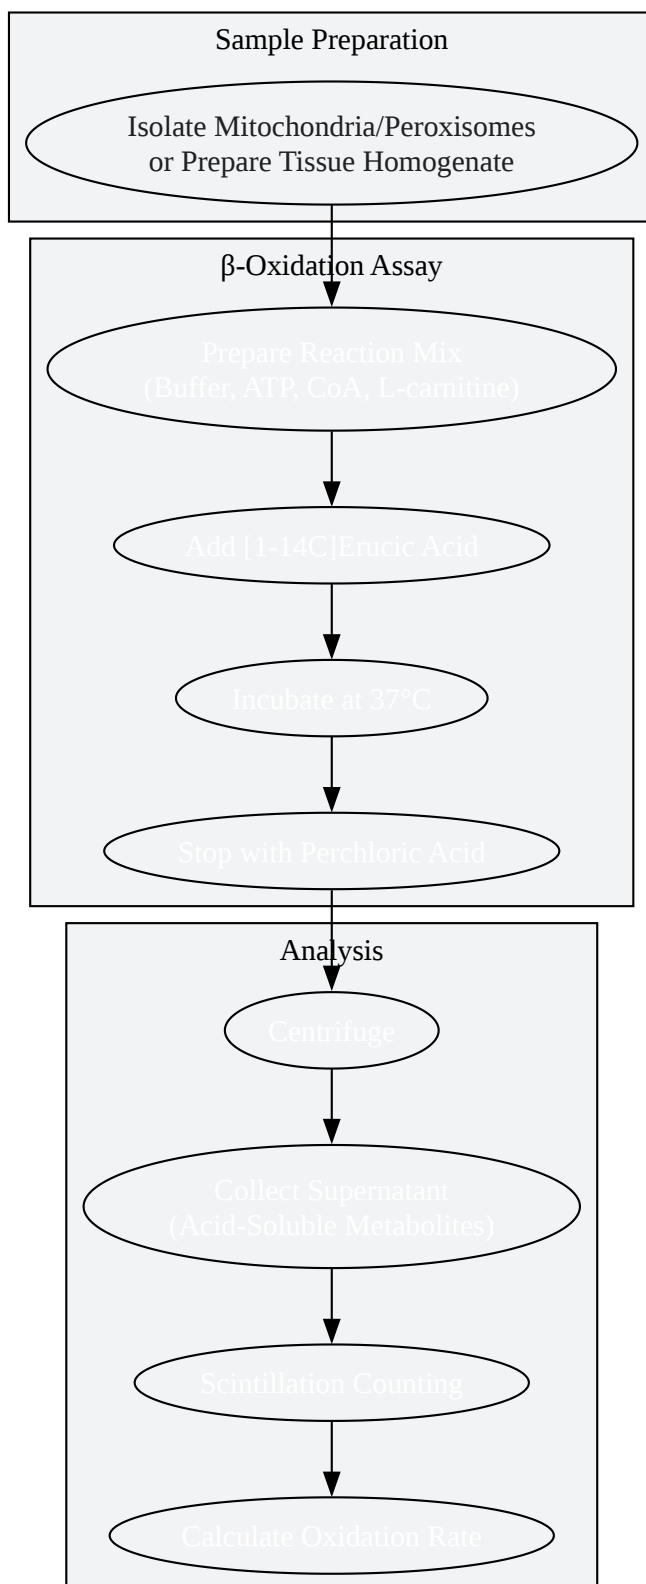 Sample Preparation
Isolate Mitochondria/Peroxisomes
or Prepare Tissue Homogenate
β-Oxidation Assay
Prepare Reaction Mix
(Buffer, ATP, CoA, L-carnitine)
Add [1-14C]Erucic Acid
Incubate at 37°C
Stop with Perchloric Acid
Analysis
Centrifuge
Collect Supernatant
(Acid-Soluble Metabolites)
Scintillation Counting
Calculate Oxidation Rate